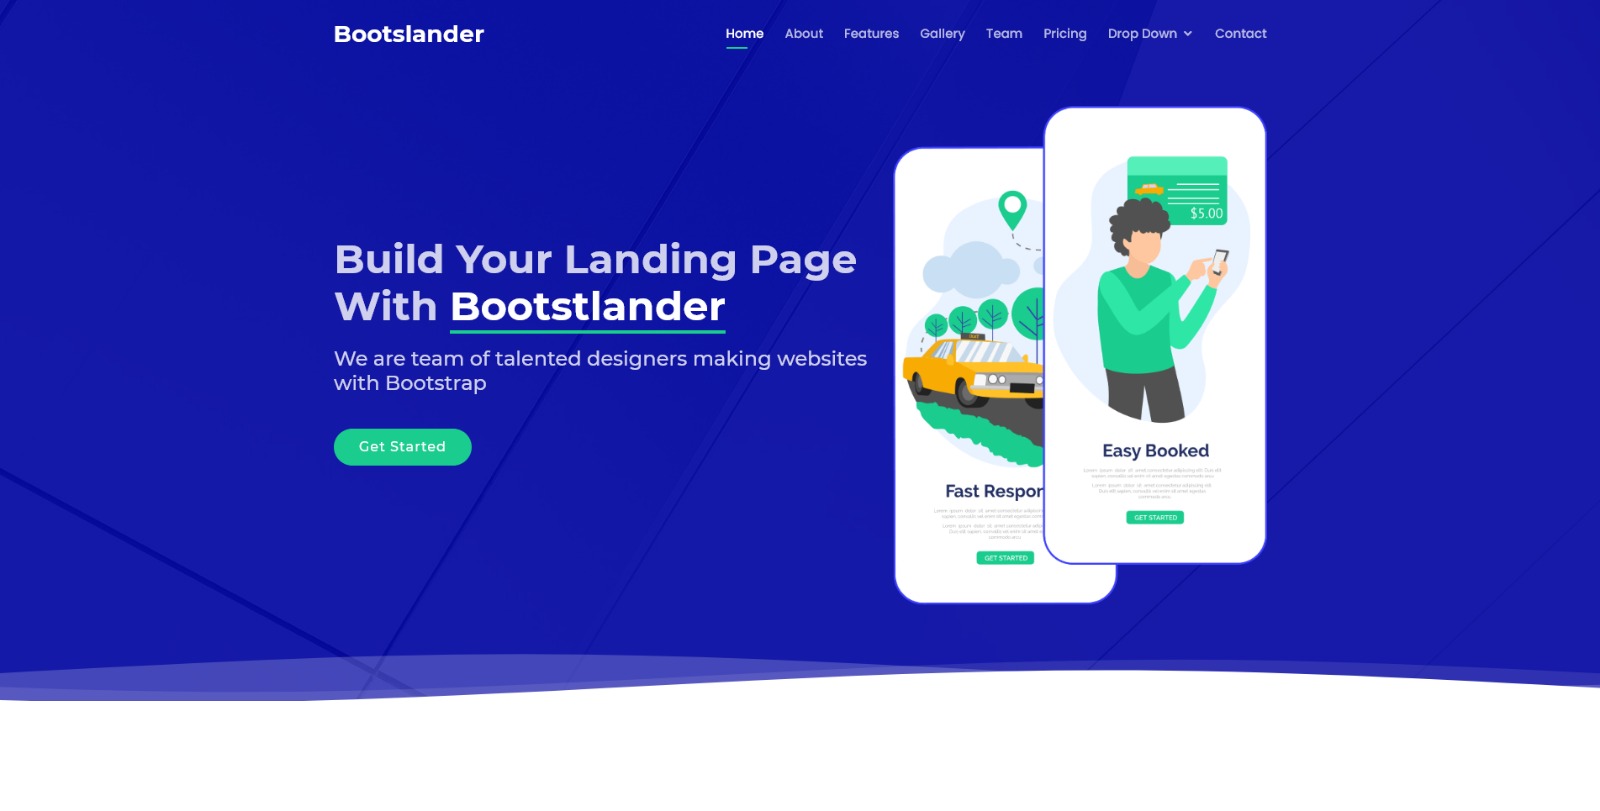 Bootslander
Home About Features Gallery Team Pricing Drop Down Contact
Build Your Landing Page
With Bootstlander
We are team of talented designers making websites
with Bootstrap
Get Started
$5.00
Easy Booked
GET STARTED
Fast Respor
GET STARTED